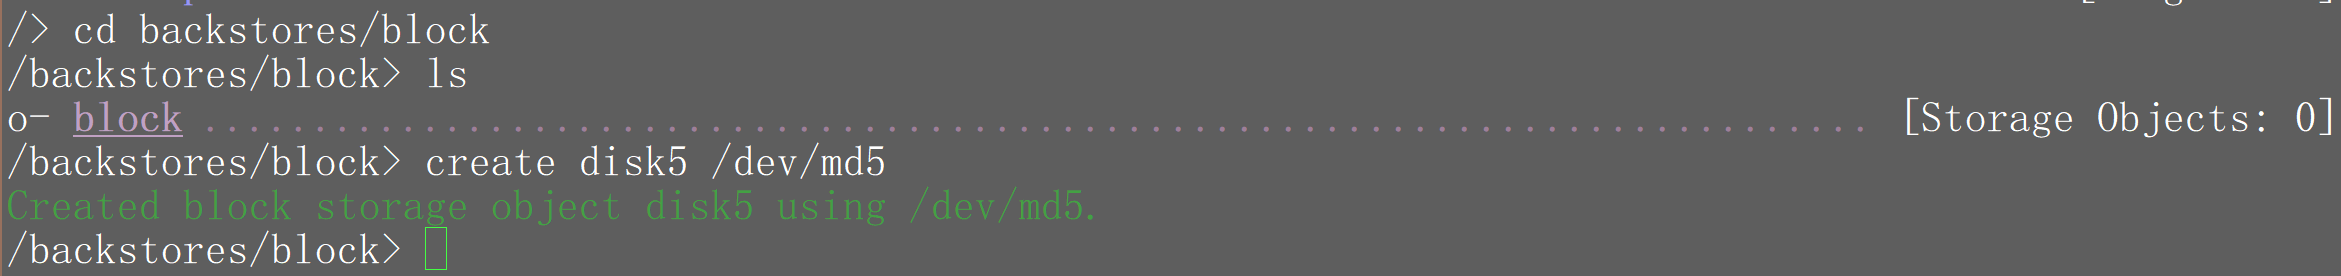 /> cd backstores/block
/backstores/block> ls
o- block ............................................................................ [Storage Objects: 0]
/backstores/block> create disk5 /dev/md5
Created block storage object disk5 using /dev/md5.
/backstores/block>